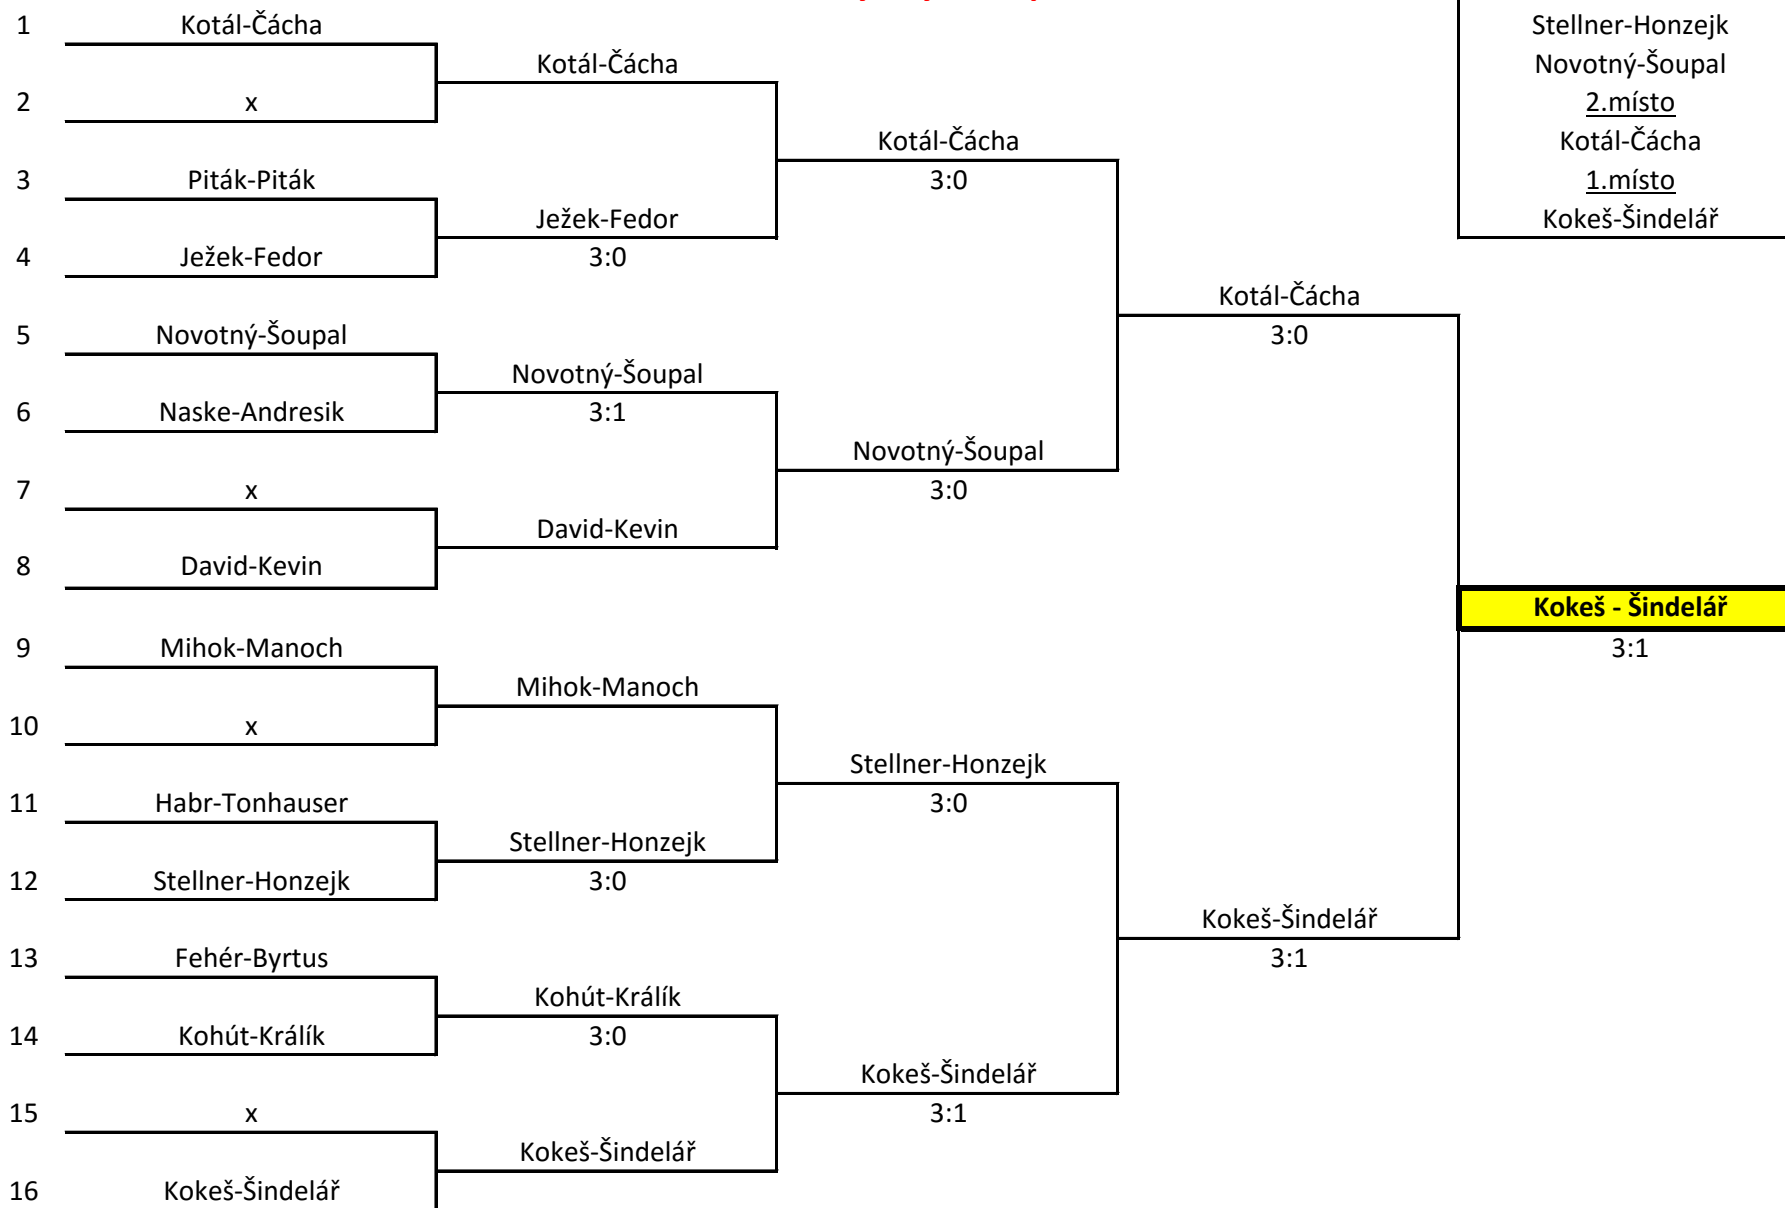 1 Kotál-Čácha
Kotál-Čácha
2 x
Kotál-Čácha
3:0
3 Piták-Piták
Ježek-Fedor
3:0
4 Ježek-Fedor
Kotál-Čácha
3:0
5 Novotný-Šoupal
Novotný-Šoupal
3:1
6 Naske-Andresik
Novotný-Šoupal
3:0
7 x
David-Kevin
8 David-Kevin
Kokeš - Šindelář
3:1
9 Mihok-Manoch
Mihok-Manoch
10 x
Stellner-Honzejk
3:0
11 Habr-Tonhauser
Stellner-Honzejk
3:0
12 Stellner-Honzejk
Kokeš-Šindelář
3:1
13 Fehér-Byrtus
Kohút-Králík
3:0
14 Kohút-Králík
Kokeš-Šindelář
3:1
15 x
Kokeš-Šindelář
16 Kokeš-Šindelář
Stellner-Honzejk
Novotný-Šoupal
2.místo
Kotál-Čácha
1.místo
Kokeš-Šindelář